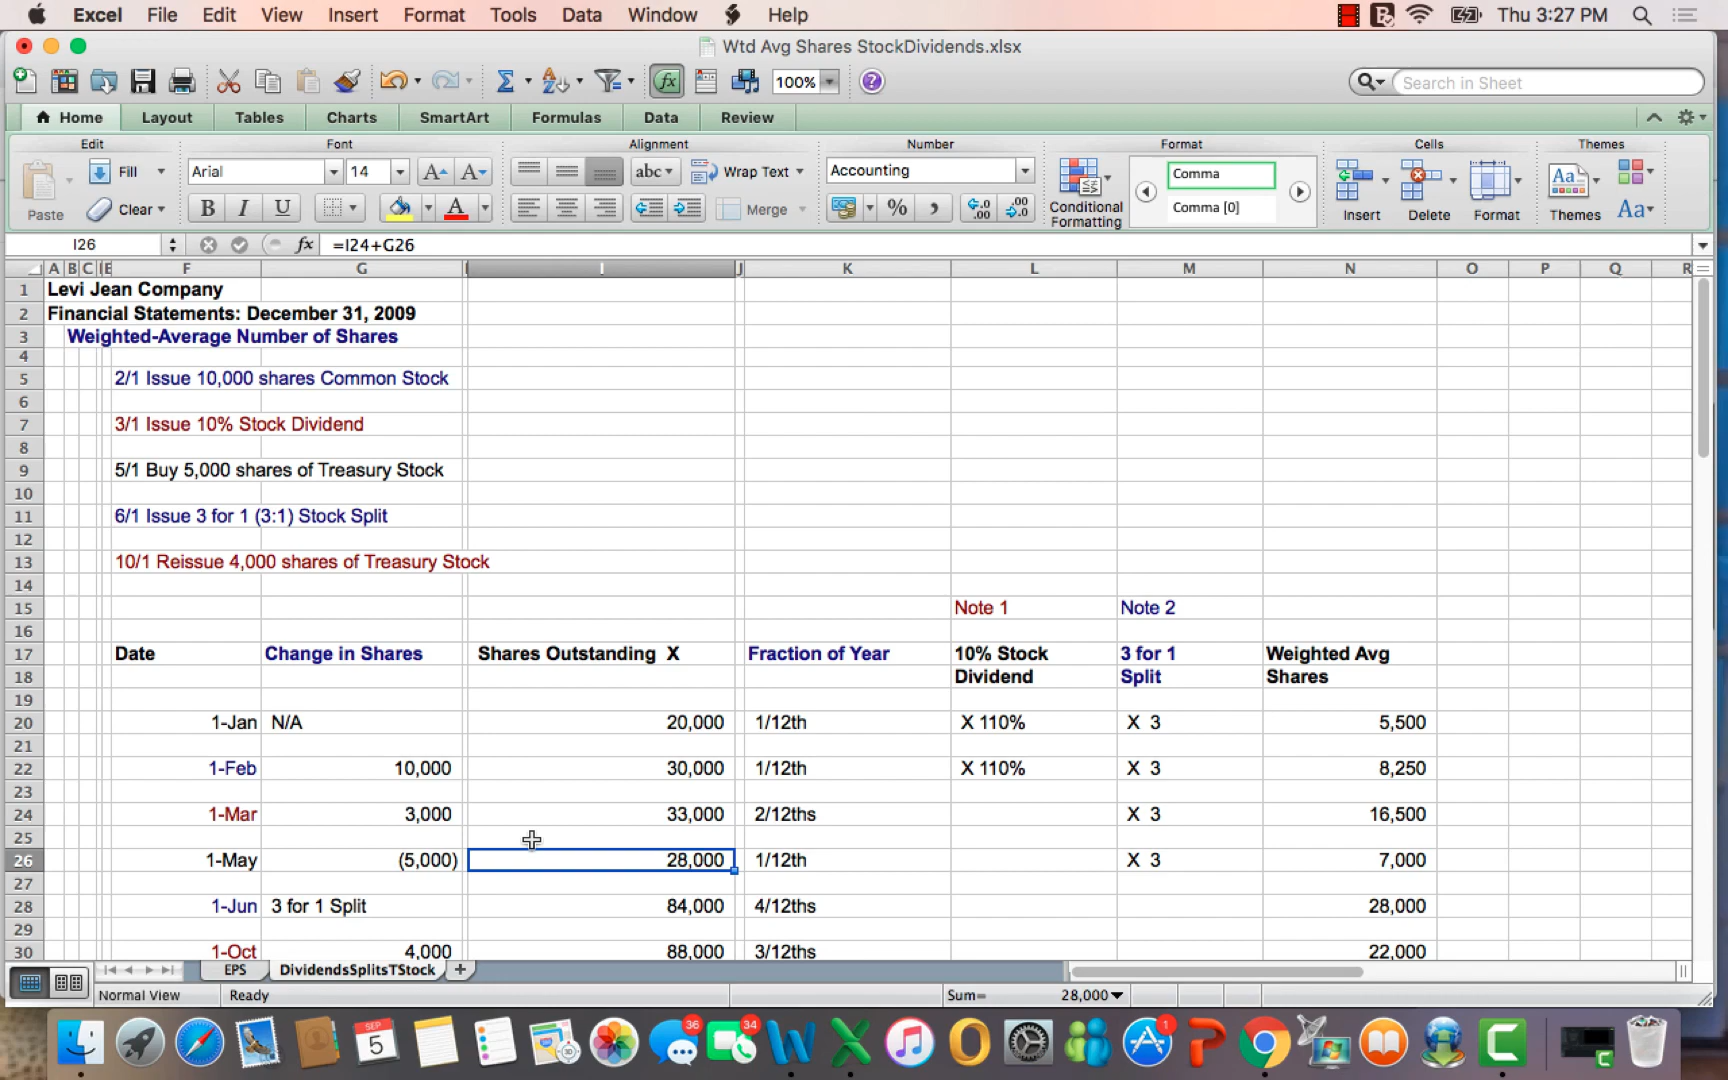 Excel File Edit View Insert Format Tools Data Window Help Thu 3:27 PM
Wtd Avg Shares StockDividends.xlsx
100% Search in Sheet
Home Layout Tables Charts SmartArt Formulas Data Review
Edit Font Alignment Number Format Cells Themes
Fill Arial 14 abc Wrap Text Accounting Comma
Paste Clear B I U Merge % Conditional Formatting Comma [0] Insert Delete Format Themes Aa
I26 fx =I24+G26
A B C E F G I J K L M N O P Q R
1 Levi Jean Company
2 Financial Statements: December 31, 2009
3 Weighted-Average Number of Shares
4
5 2/1 Issue 10,000 shares Common Stock
6
7 3/1 Issue 10% Stock Dividend
8
9 5/1 Buy 5,000 shares of Treasury Stock
10
11 6/1 Issue 3 for 1 (3:1) Stock Split
12
13 10/1 Reissue 4,000 shares of Treasury Stock
14
15 Note 1 Note 2
16
17 Date Change in Shares Shares Outstanding X Fraction of Year 10% Stock 3 for 1 Weighted Avg
18 Dividend Split Shares
19
20 1-Jan N/A 20,000 1/12th X 110% X 3 5,500
21
22 1-Feb 10,000 30,000 1/12th X 110% X 3 8,250
23
24 1-Mar 3,000 33,000 2/12ths X 3 16,500
25
26 1-May (5,000) 28,000 1/12th X 3 7,000
27
28 1-Jun 3 for 1 Split 84,000 4/12ths 28,000
29
30 1-Oct 4,000 88,000 3/12ths 22,000
EPS DividendsSplitsTStock
Normal View Ready Sum= 28,000
SEP 5 36 34 1